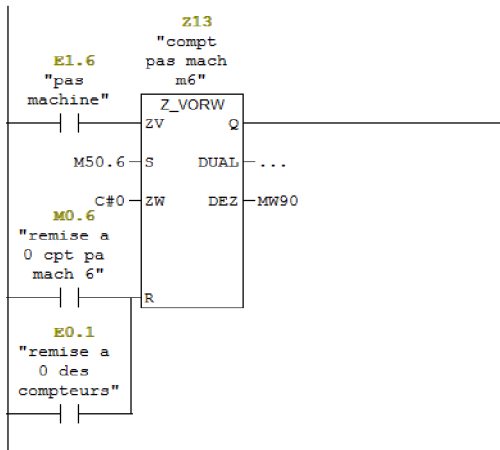 Z13
"compt
pas mach
m6"
E1.6
"pas
machine"
Z_VORW
ZV Q
M50.6 S DUAL ...
C#0 ZW DEZ MW90
M0.6
"remise a
0 cpt pa
mach 6"
R
E0.1
"remise a
0 des
compteurs"